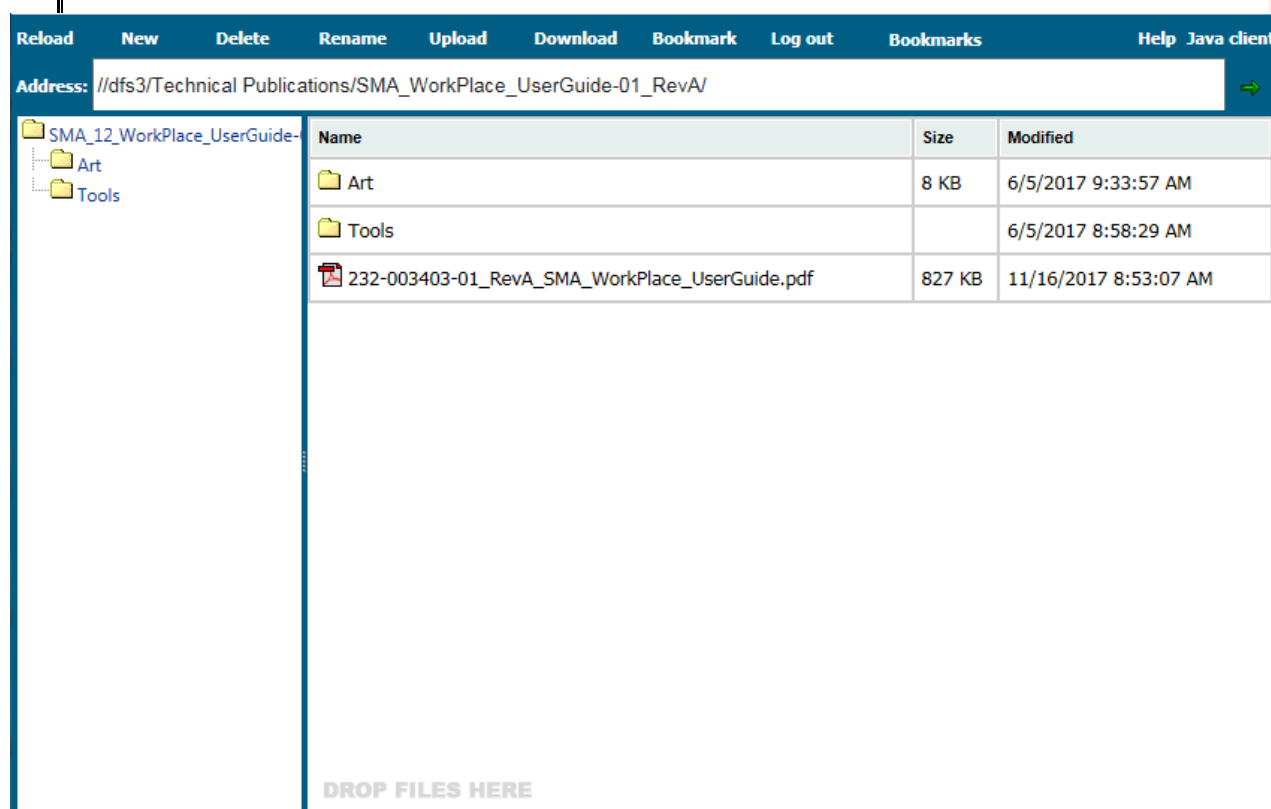 Reload New Delete Rename Upload Download Bookmark Log out Bookmarks Help Java client
Address: //dfs3/Technical Publications/SMA_WorkPlace_UserGuide-01_RevA/
SMA_12_WorkPlace_UserGuide-
Art
Tools
Name Size Modified
Art 8 KB 6/5/2017 9:33:57 AM
Tools 6/5/2017 8:58:29 AM
232-003403-01_RevA_SMA_WorkPlace_UserGuide.pdf 827 KB 11/16/2017 8:53:07 AM
DROP FILES HERE